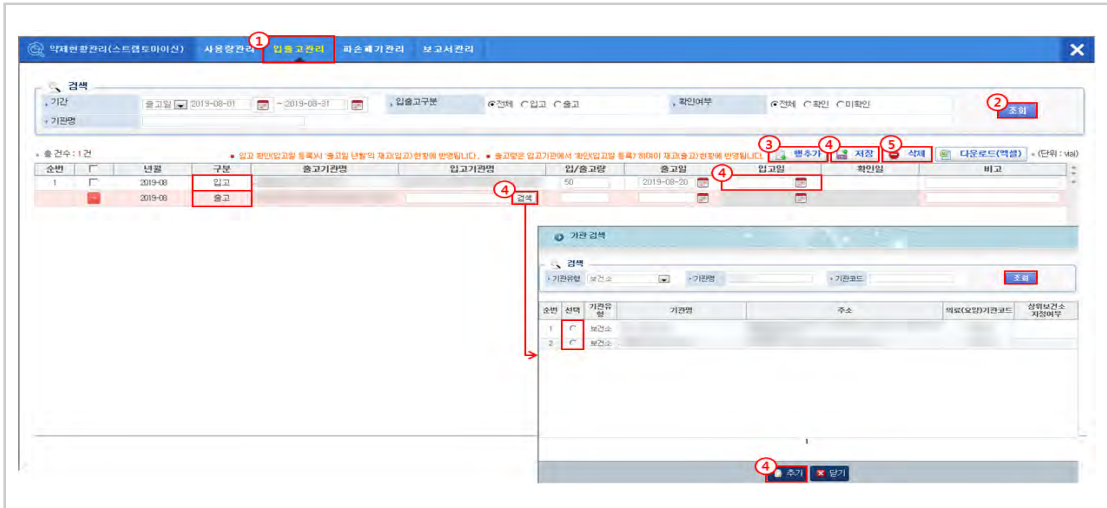 약제현황관리(스트렙토마이신) 사용량관리 ① 입출고관리 파손폐기관리 보고서관리
검색
기간 출고일 2019-08-01 ~ 2019-08-31 입출고구분 전체 입고 출고 확인여부 전체 확인 미확인 ② 조회
기관명
총 건수 : 1건 입고 확인(입고일 등록)시 '출고일 년월'의 재고(입고)현황에 반영됩니다. 출고량은 입고기관에서 '확인(입고일 등록)'하여야 재고(출고)현황에 반영됩니다. ③ 행추가 ④ 저장 ⑤ 삭제 다운로드(엑셀) (단위 : vial)
순번 년월 구분 출고기관명 입고기관명 입/출고량 출고일 입고일 확인일 비고
1 2019-08 입고 50 2019-08-20 ④
2019-08 출고 ④ 검색
기관 검색
검색
기관유형 보건소 기관명 기관코드 조회
순번 선택 기관유형 기관명 주소 의료(요양)기관코드 상위보건소 지정여부
1 보건소
2 보건소
1
④ 추가 닫기